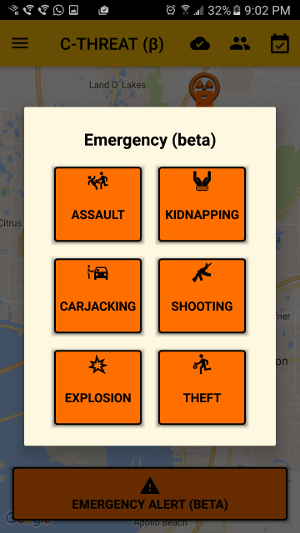 32% 9:02 PM
C-THREAT (β)
Land O' Lakes
Emergency (beta)
ASSAULT KIDNAPPING
Citrus
CARJACKING SHOOTING
EXPLOSION THEFT
EMERGENCY ALERT (BETA)
Google
Apollo Beach